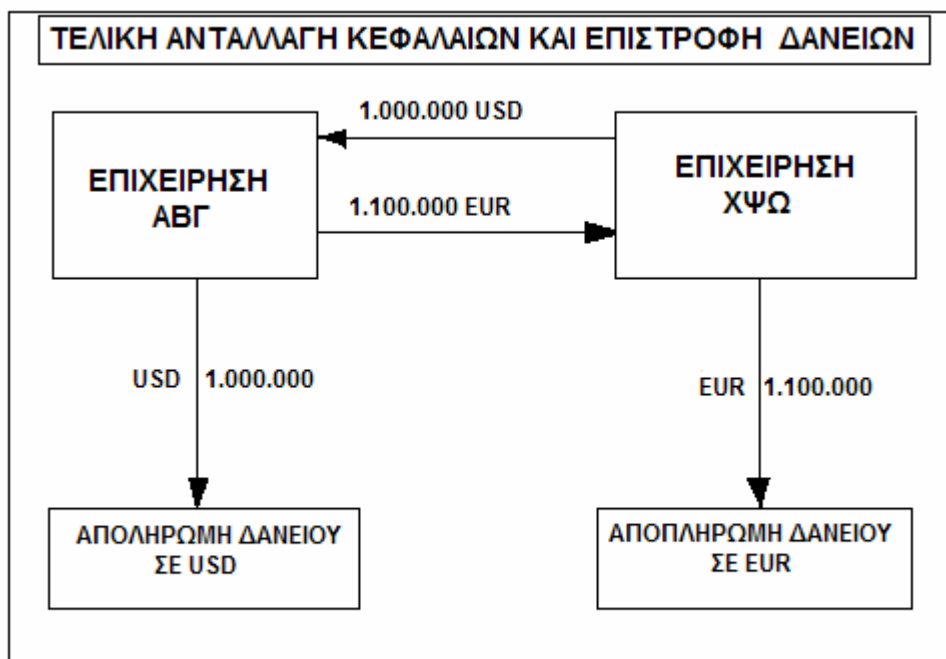 ΤΕΛΙΚΗ ΑΝΤΑΛΛΑΓΗ ΚΕΦΑΛΑΙΩΝ ΚΑΙ ΕΠΙΣΤΡΟΦΗ ΔΑΝΕΙΩΝ
1.000.000 USD
ΕΠΙΧΕΙΡΗΣΗ
ΑΒΓ
1.100.000 EUR
ΕΠΙΧΕΙΡΗΣΗ
ΧΨΩ
USD 1.000.000
EUR 1.100.000
ΑΠΟΛΗΡΩΜΗ ΔΑΝΕΙΟΥ
ΣΕ USD
ΑΠΟΠΛΗΡΩΜΗ ΔΑΝΕΙΟΥ
ΣΕ EUR